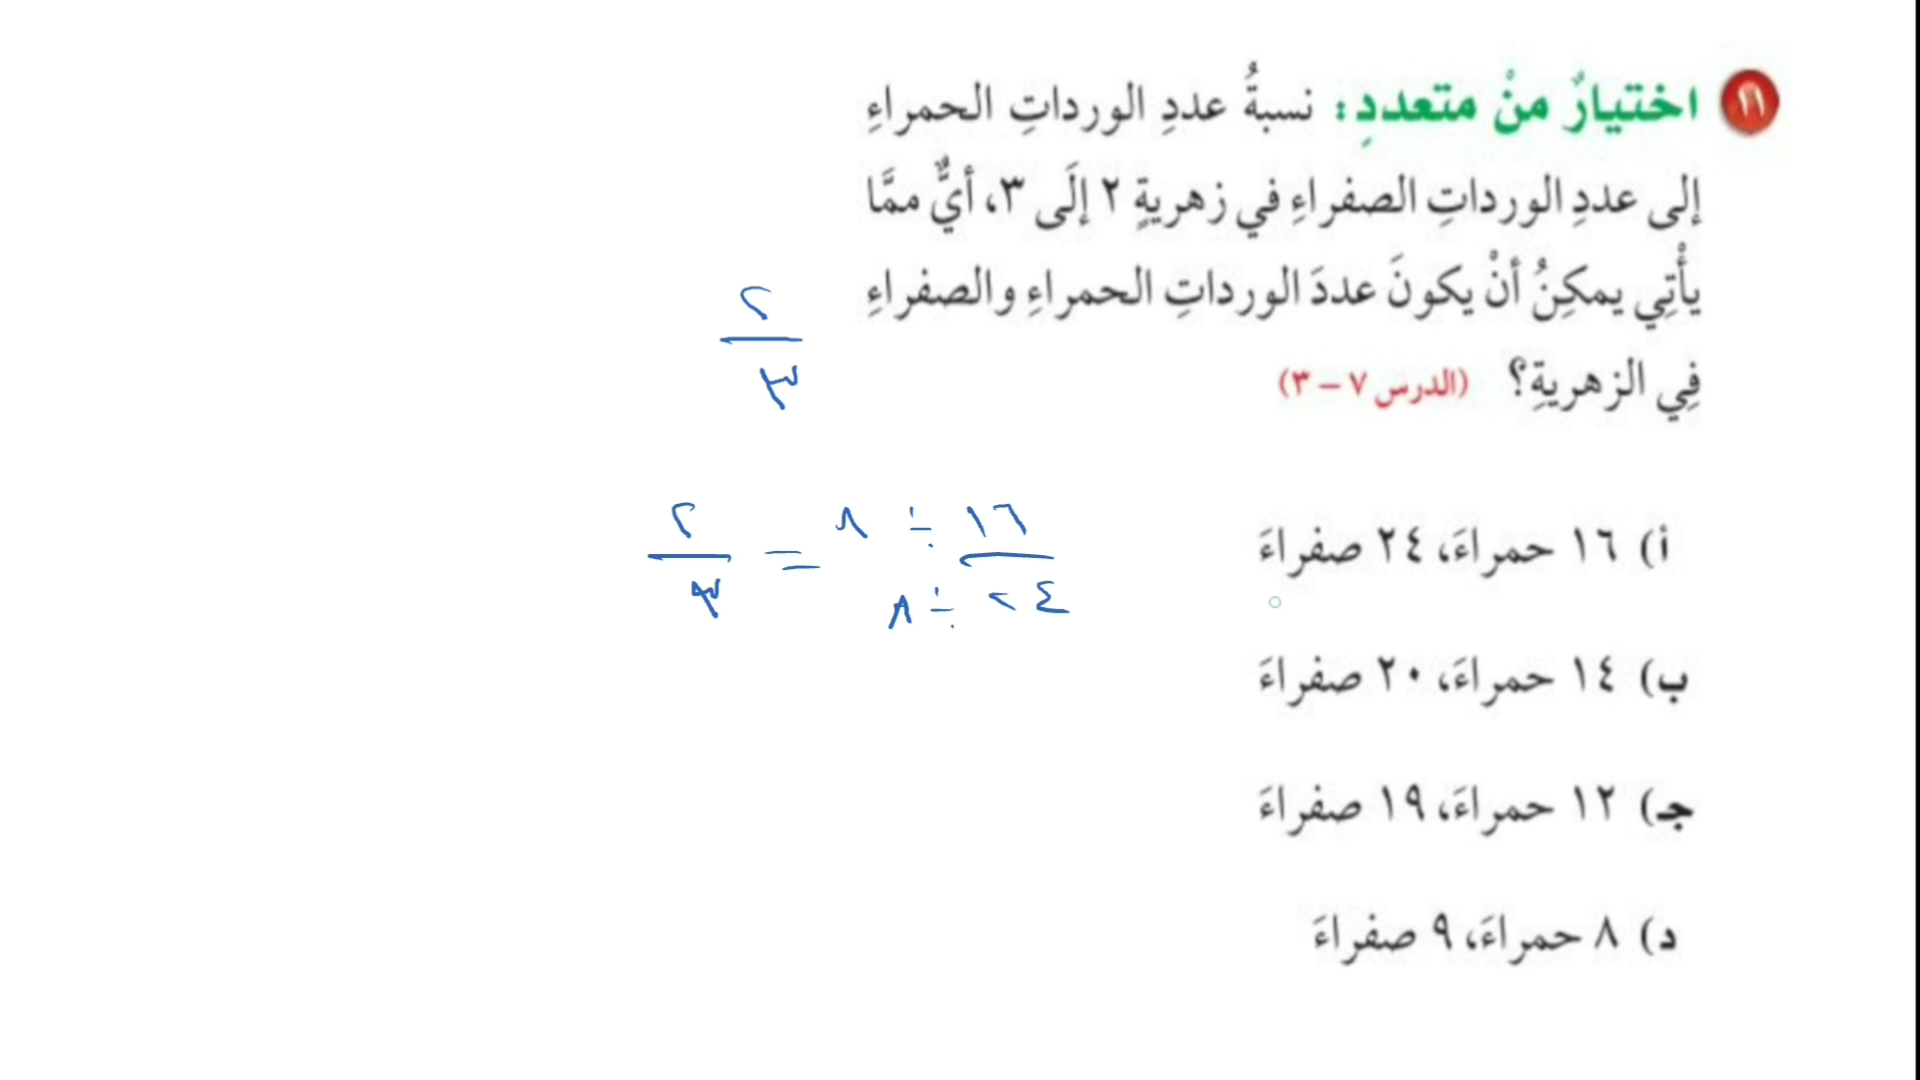 ١١ اختيارٌ منْ متعددِ: نسبةُ عددِ الورداتِ الحمراءِ
إلى عددِ الورداتِ الصفراءِ في زهريةٍ ٢ إلَى ٣، أيٌّ ممَّا
يأْتِي يمكِنُ أنْ يكونَ عددَ الورداتِ الحمراءِ والصفراءِ
فِي الزهريةِ؟ (الدرس ٧ – ٣)
٢
٣
أ) ١٦ حمراءَ، ٢٤ صفراءَ
١٦ ÷ ٨ = ٢
٢٤ ÷ ٨ ٣
ب) ١٤ حمراءَ، ٢٠ صفراءَ
جـ) ١٢ حمراءَ، ١٩ صفراءَ
د) ٨ حمراءَ، ٩ صفراءَ